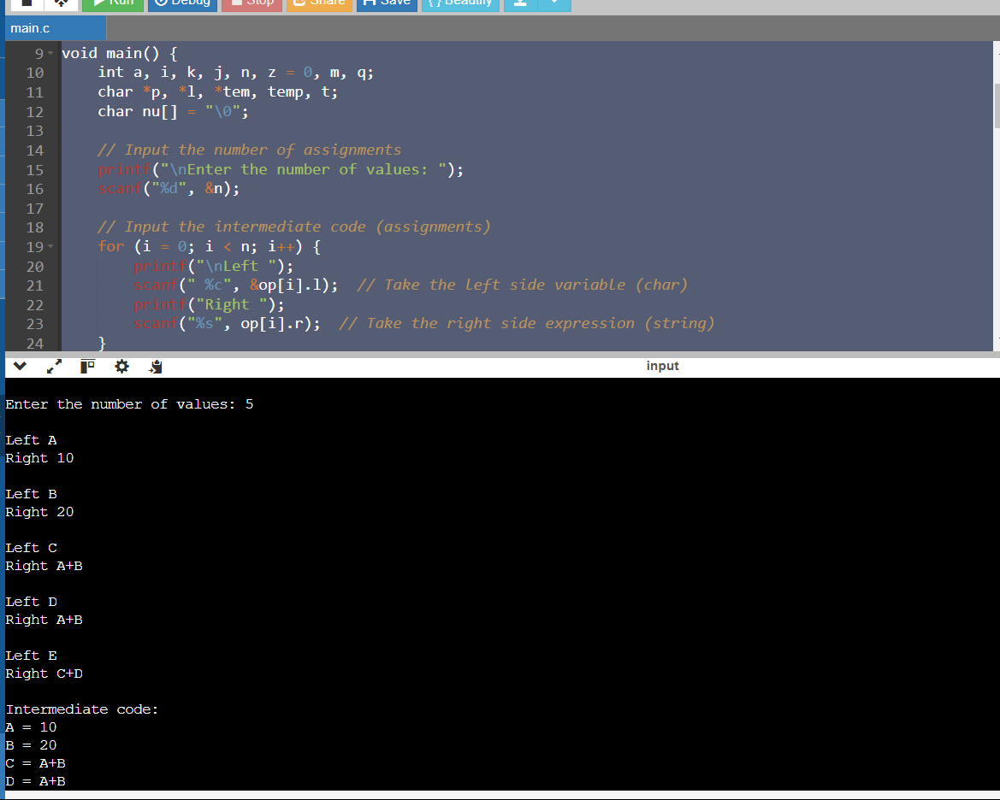 Run Debug Stop Share Save { } Beautify
main.c
9 void main() {
10 int a, i, k, j, n, z = 0, m, q;
11 char *p, *l, *tem, temp, t;
12 char nu[] = "\0";
13
14 // Input the number of assignments
15 printf("\nEnter the number of values: ");
16 scanf("%d", &n);
17
18 // Input the intermediate code (assignments)
19 for (i = 0; i < n; i++) {
20 printf("\nLeft ");
21 scanf(" %c", &op[i].l); // Take the left side variable (char)
22 printf("Right ");
23 scanf("%s", op[i].r); // Take the right side expression (string)
24 }
input
Enter the number of values: 5
Left A
Right 10
Left B
Right 20
Left C
Right A+B
Left D
Right A+B
Left E
Right C+D
Intermediate code:
A = 10
B = 20
C = A+B
D = A+B